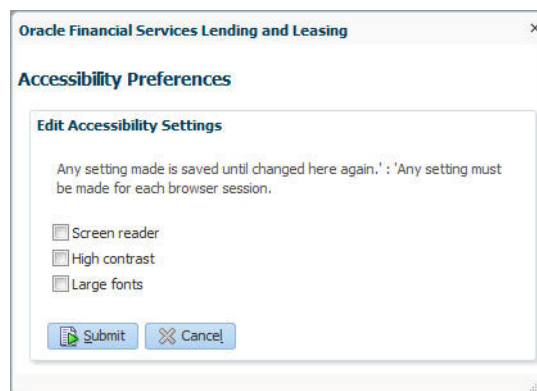 Oracle Financial Services Lending and Leasing
Accessibility Preferences
Edit Accessibility Settings
Any setting made is saved until changed here again.' : 'Any setting must
be made for each browser session.
Screen reader
High contrast
Large fonts
Submit Cancel